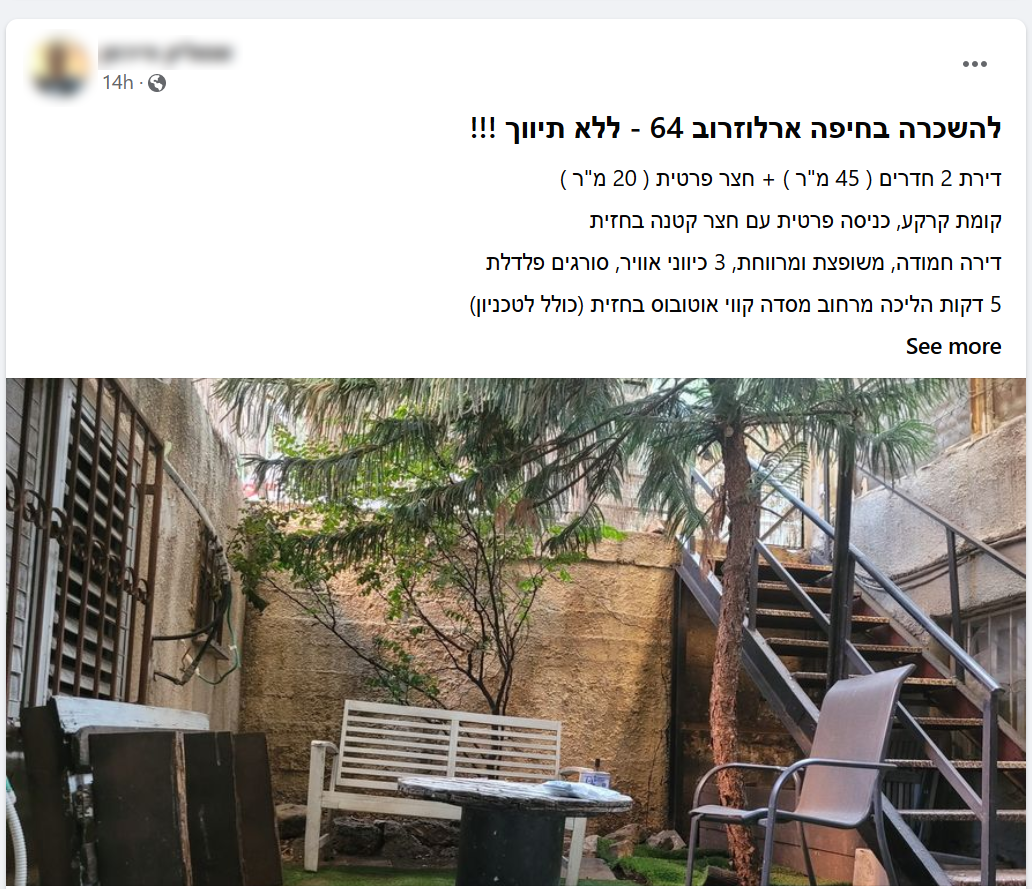 14h ·
להשכרה בחיפה ארלוזרוב 64 - ללא תיווך !!!
דירת 2 חדרים ( 45 מ"ר ) + חצר פרטית ( 20 מ"ר )
קומת קרקע, כניסה פרטית עם חצר קטנה בחזית
דירה חמודה, משופצת ומרווחת, 3 כיווני אוויר, סורגים פלדלת
5 דקות הליכה מרחוב מסדה קווי אוטובוס בחזית (כולל לטכניון)
See more